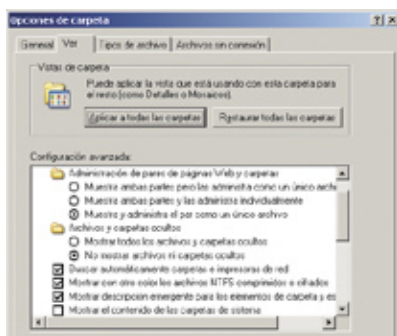 Opciones de carpeta
General Ver Tipos de archivo Archivos sin conexión
Vistas de carpeta
Puede aplicar la vista que está usando con esta carpeta para
el resto (como Detalles o Mosaicos).
Aplicar a todas las carpetas Restaurar todas las carpetas
Configuración avanzada:
Administración de pares de páginas Web y carpetas
Muestra ambas partes pero las administra como un único archi
Muestra ambas partes y las administra individualmente
Muestra y administra el par como un único archivo
Archivos y carpetas ocultos
Mostrar todos los archivos y carpetas ocultos
No mostrar archivos ni carpetas ocultos
Buscar automáticamente carpetas e impresoras de red
Mostrar con otro color los archivos NTFS comprimidos o cifrados
Mostrar descripción emergente para los elementos de carpeta y es
Mostrar el contenido de las carpetas de sistema